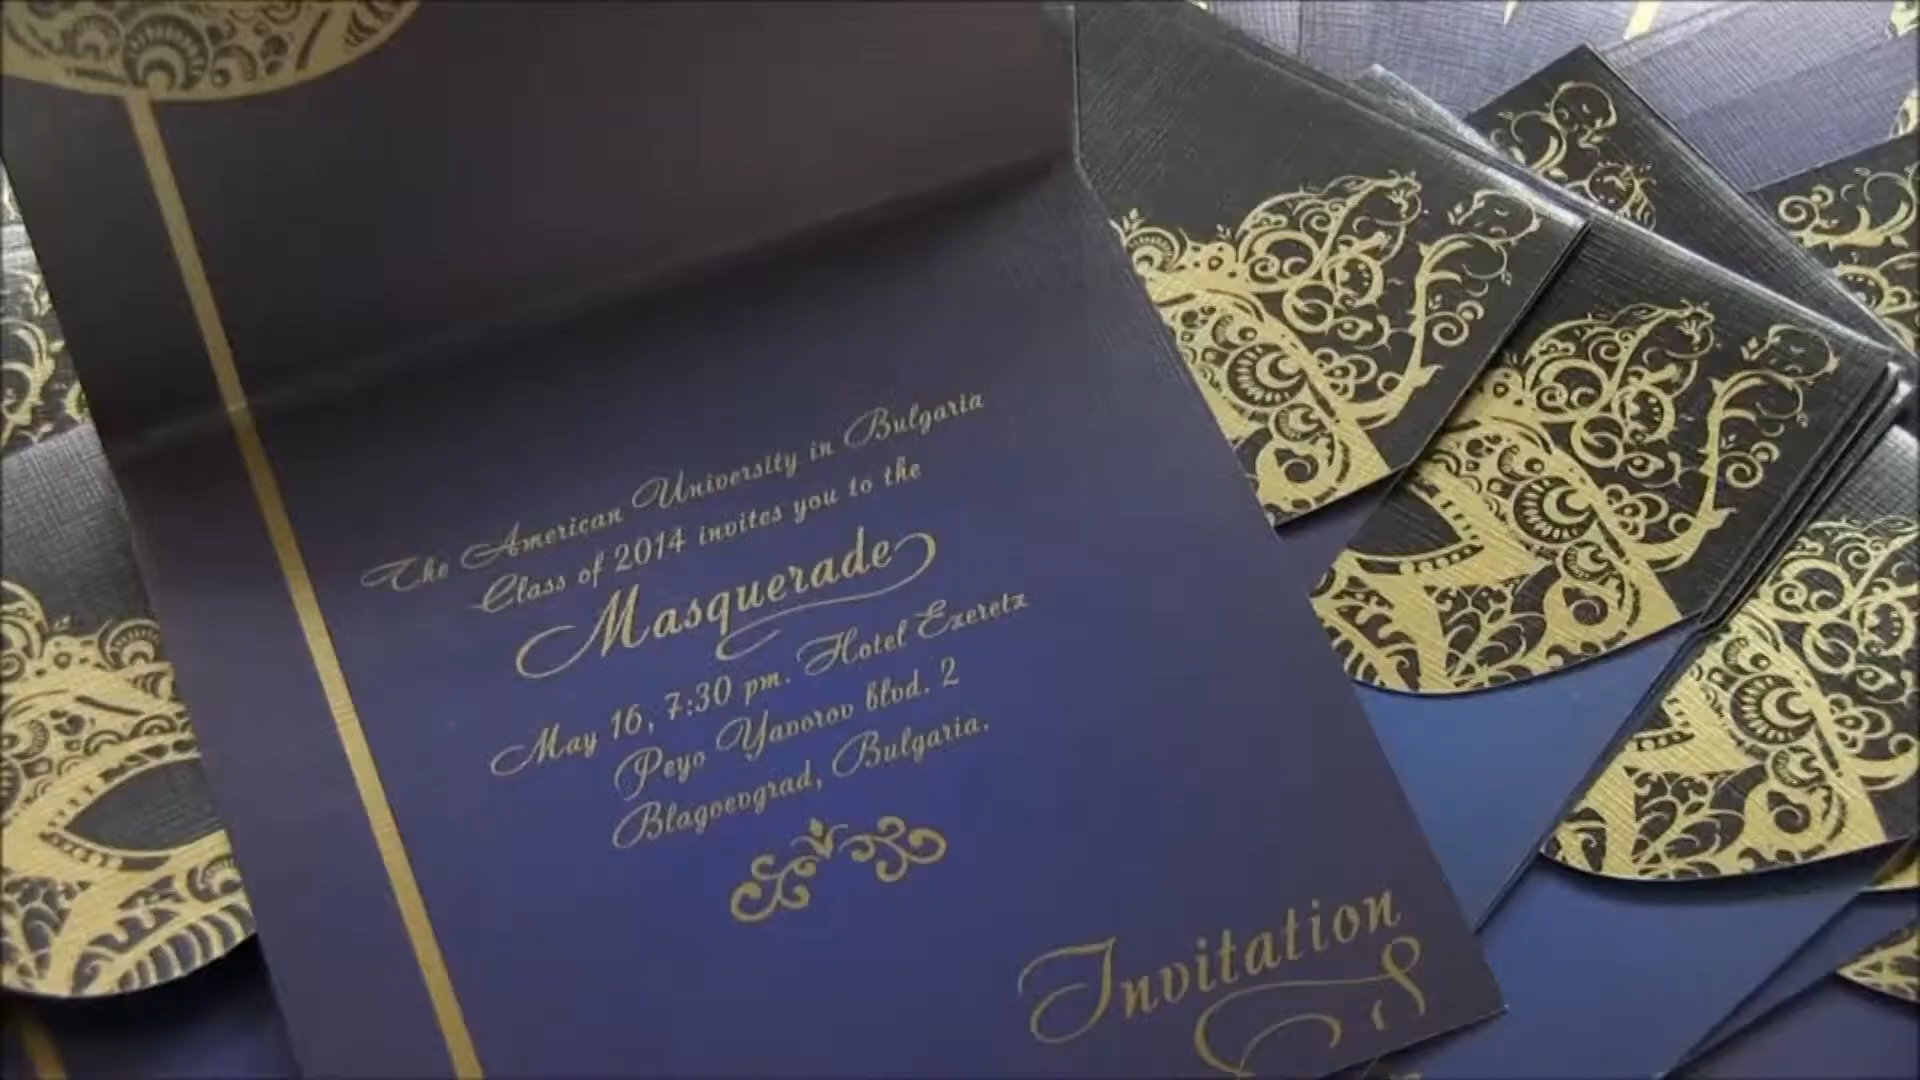 The American University in Bulgaria
Class of 2014 invites you to the
Masquerade
May 16, 7:30 pm. Hotel Ezeretz
Peyo Yavorov blvd. 2
Blagoevgrad, Bulgaria.
Invitation